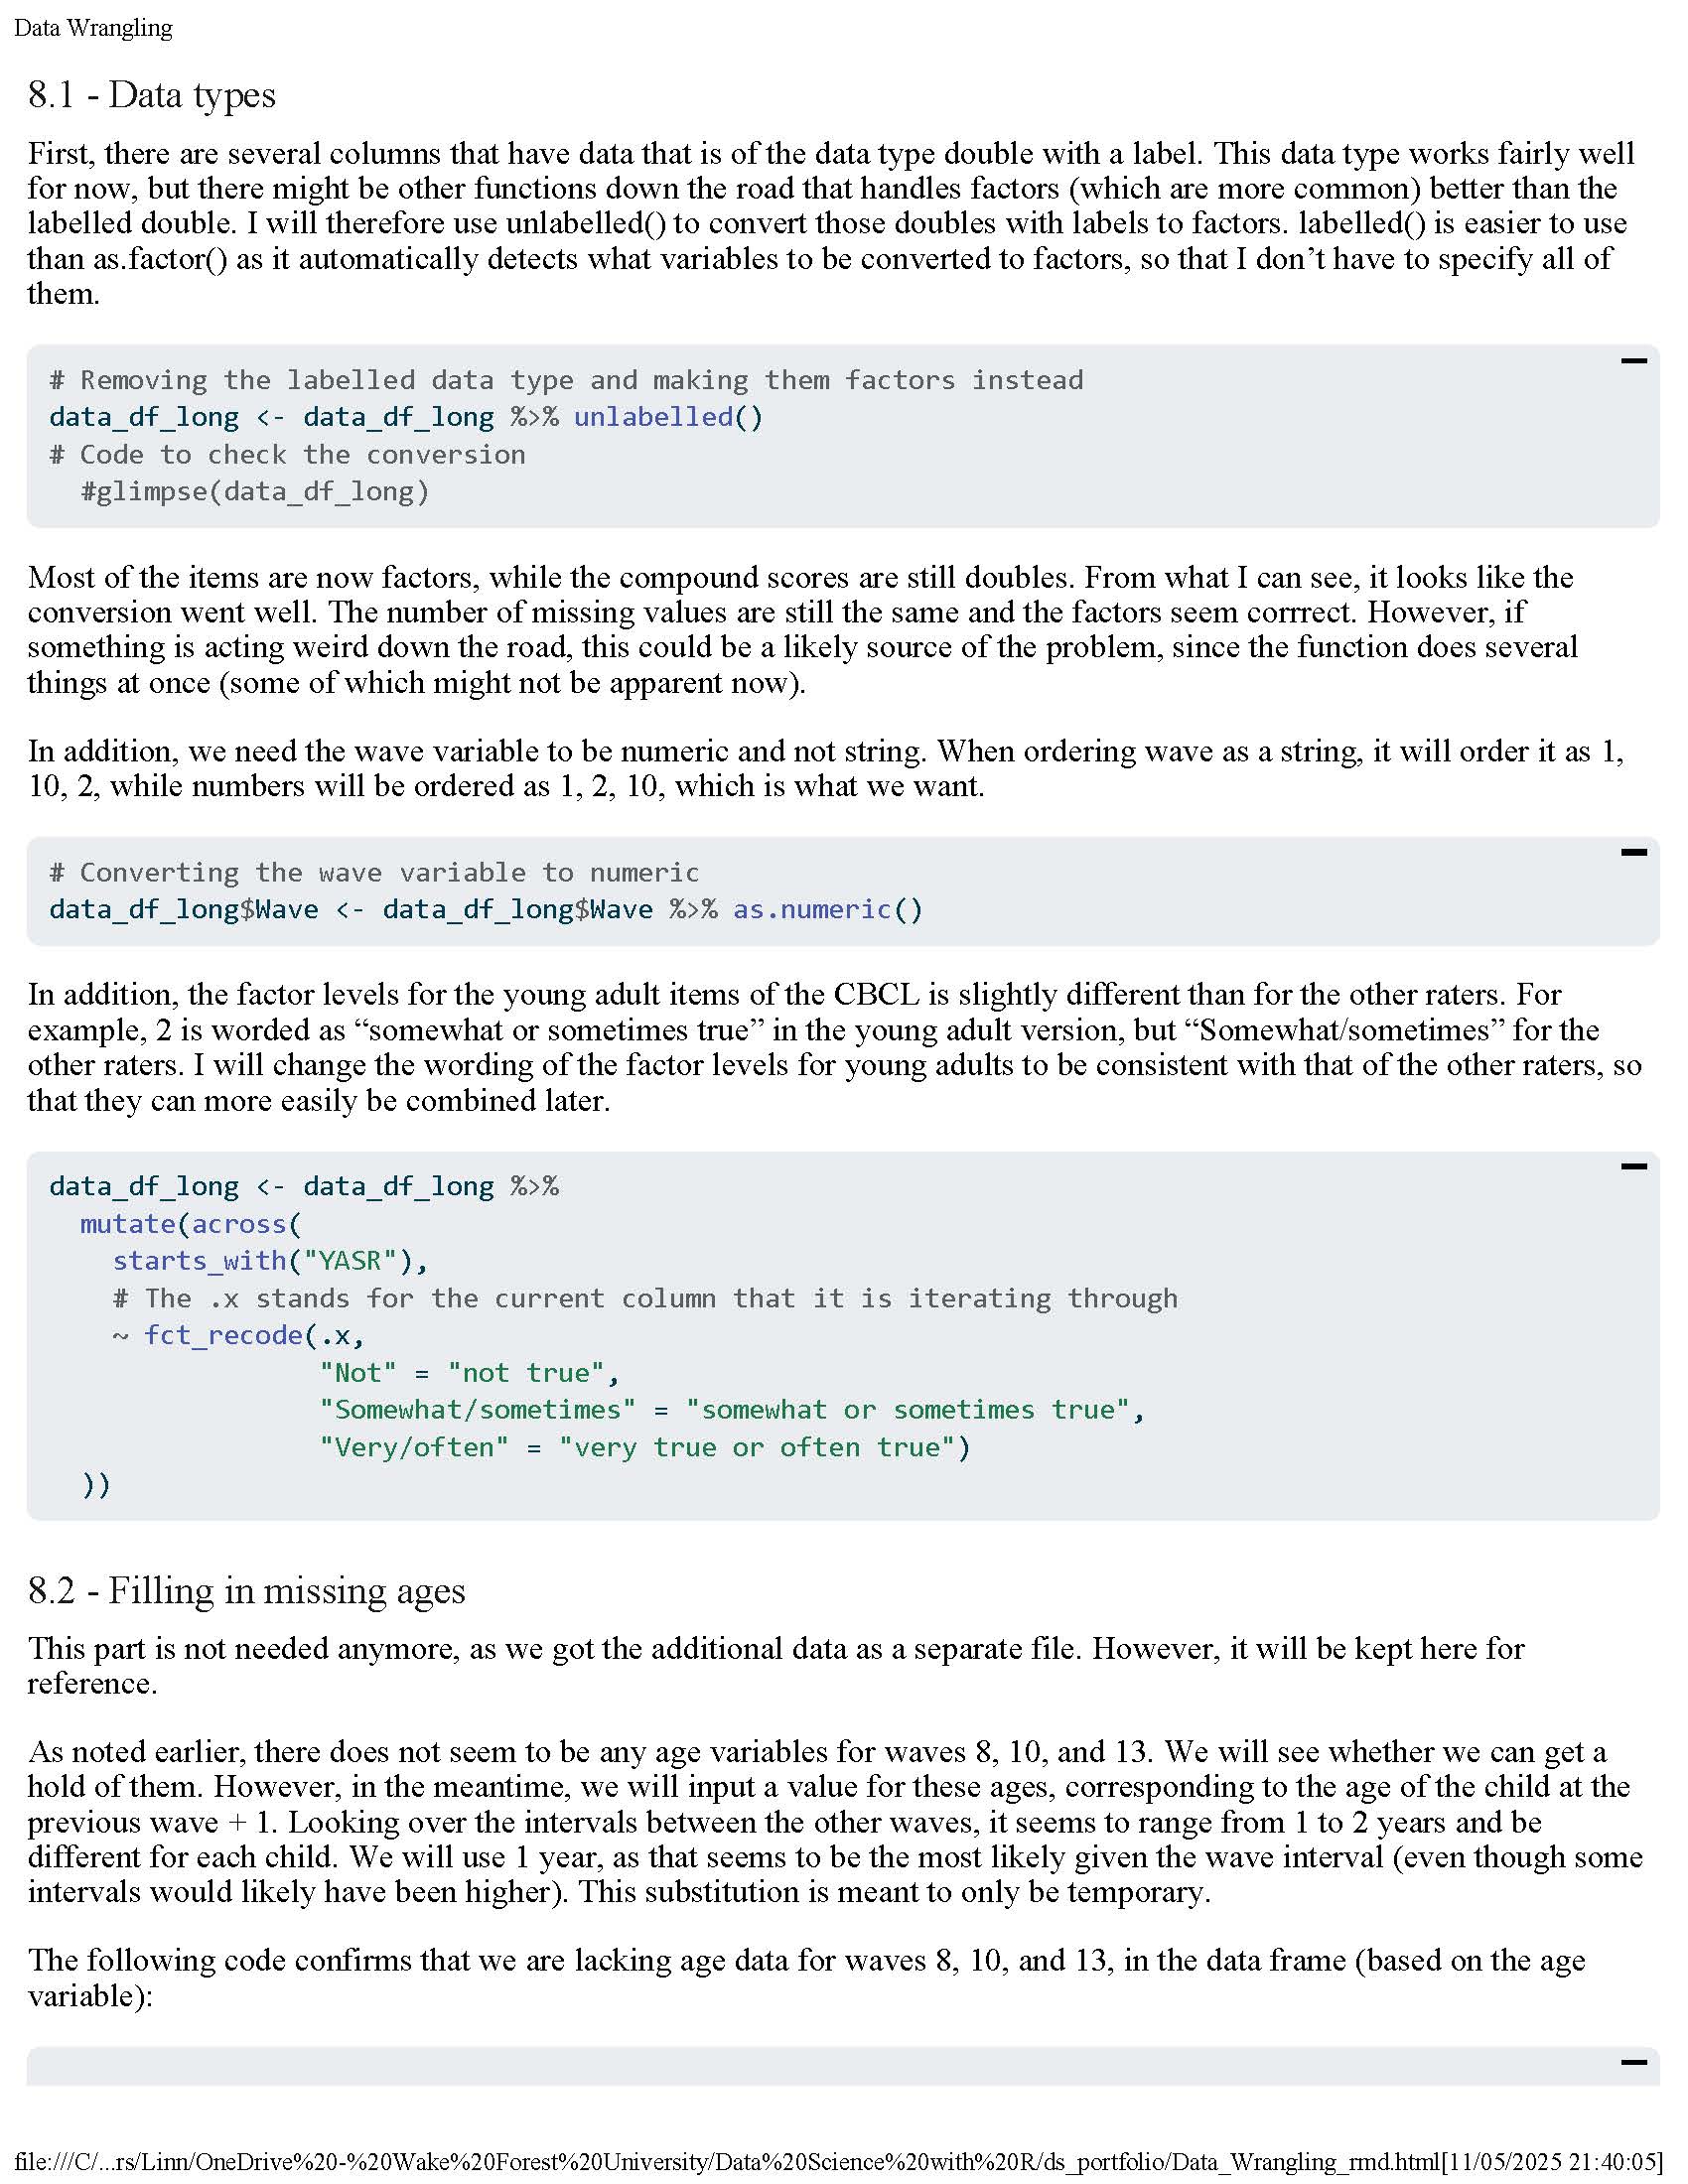 Data Wrangling
8.1 - Data types
First, there are several columns that have data that is of the data type double with a label. This data type works fairly well
for now, but there might be other functions down the road that handles factors (which are more common) better than the
labelled double. I will therefore use unlabelled() to convert those doubles with labels to factors. labelled() is easier to use
than as.factor() as it automatically detects what variables to be converted to factors, so that I don’t have to specify all of
them.
# Removing the labelled data type and making them factors instead
data_df_long <- data_df_long %>% unlabelled()
# Code to check the conversion
  #glimpse(data_df_long)
Most of the items are now factors, while the compound scores are still doubles. From what I can see, it looks like the
conversion went well. The number of missing values are still the same and the factors seem corrrect. However, if
something is acting weird down the road, this could be a likely source of the problem, since the function does several
things at once (some of which might not be apparent now).
In addition, we need the wave variable to be numeric and not string. When ordering wave as a string, it will order it as 1,
10, 2, while numbers will be ordered as 1, 2, 10, which is what we want.
# Converting the wave variable to numeric
data_df_long$Wave <- data_df_long$Wave %>% as.numeric()
In addition, the factor levels for the young adult items of the CBCL is slightly different than for the other raters. For
example, 2 is worded as “somewhat or sometimes true” in the young adult version, but “Somewhat/sometimes” for the
other raters. I will change the wording of the factor levels for young adults to be consistent with that of the other raters, so
that they can more easily be combined later.
data_df_long <- data_df_long %>%
  mutate(across(
    starts_with("YASR"),
    # The .x stands for the current column that it is iterating through
    ~ fct_recode(.x,
                 "Not" = "not true",
                 "Somewhat/sometimes" = "somewhat or sometimes true",
                 "Very/often" = "very true or often true")
  ))
8.2 - Filling in missing ages
This part is not needed anymore, as we got the additional data as a separate file. However, it will be kept here for
reference.
As noted earlier, there does not seem to be any age variables for waves 8, 10, and 13. We will see whether we can get a
hold of them. However, in the meantime, we will input a value for these ages, corresponding to the age of the child at the
previous wave + 1. Looking over the intervals between the other waves, it seems to range from 1 to 2 years and be
different for each child. We will use 1 year, as that seems to be the most likely given the wave interval (even though some
intervals would likely have been higher). This substitution is meant to only be temporary.
The following code confirms that we are lacking age data for waves 8, 10, and 13, in the data frame (based on the age
variable):
file:///C/...rs/Linn/OneDrive%20-%20Wake%20Forest%20University/Data%20Science%20with%20R/ds_portfolio/Data_Wrangling_rmd.html[11/05/2025 21:40:05]